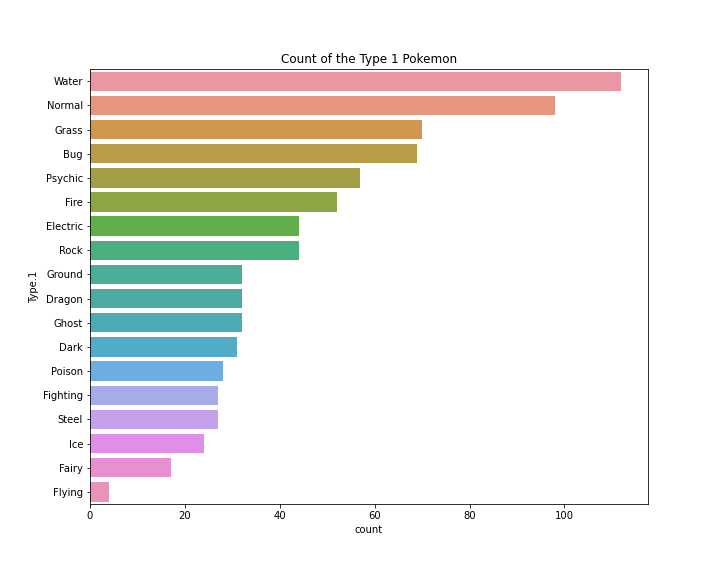 Count of the Type 1 Pokemon
Type.1
Water
Normal
Grass
Bug
Psychic
Fire
Electric
Rock
Ground
Dragon
Ghost
Dark
Poison
Fighting
Steel
Ice
Fairy
Flying
0 20 40 60 80 100
count